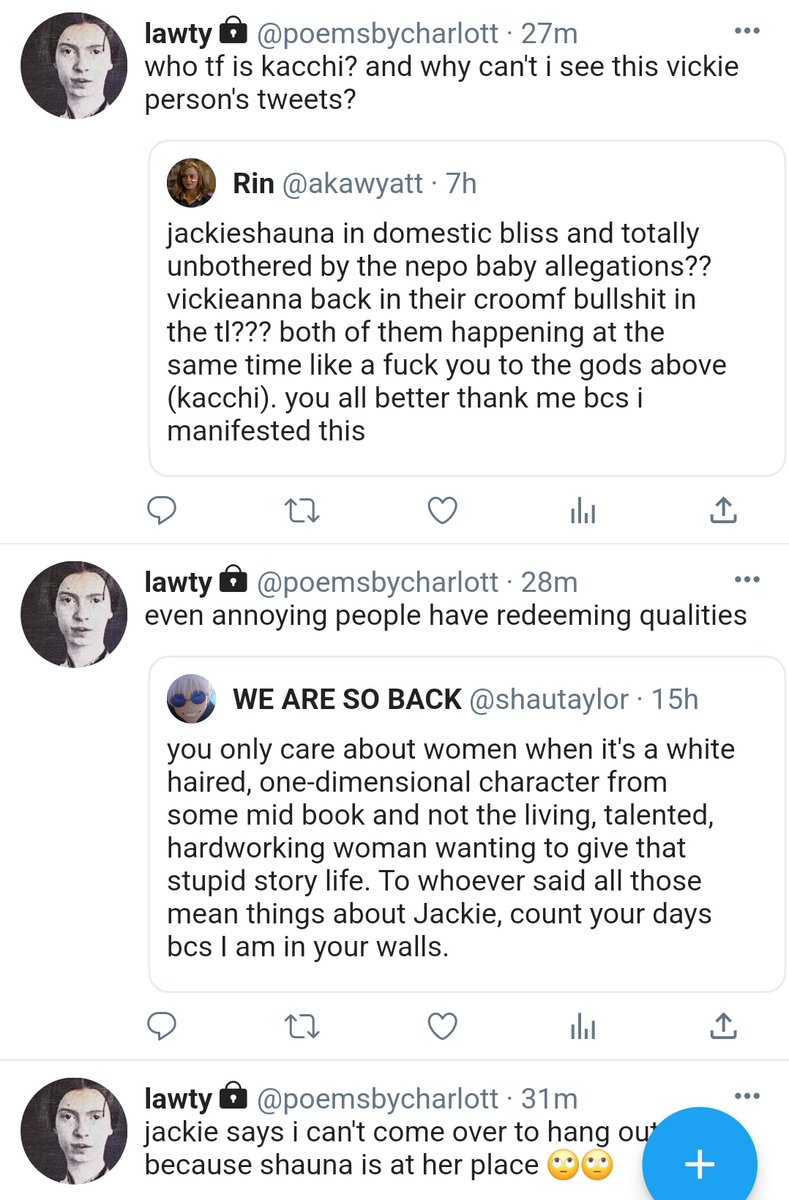 lawty 🔒 @poemsbycharlott · 27m
who tf is kacchi? and why can't i see this vickie
person's tweets?
Rin @akawyatt · 7h
jackieshauna in domestic bliss and totally
unbothered by the nepo baby allegations??
vickieanna back in their croomf bullshit in
the tl??? both of them happening at the
same time like a fuck you to the gods above
(kacchi). you all better thank me bcs i
manifested this
lawty 🔒 @poemsbycharlott · 28m
even annoying people have redeeming qualities
WE ARE SO BACK @shautaylor · 15h
you only care about women when it's a white
haired, one-dimensional character from
some mid book and not the living, talented,
hardworking woman wanting to give that
stupid story life. To whoever said all those
mean things about Jackie, count your days
bcs I am in your walls.
lawty 🔒 @poemsbycharlott · 31m
jackie says i can't come over to hang out
because shauna is at her place 🙄🙄